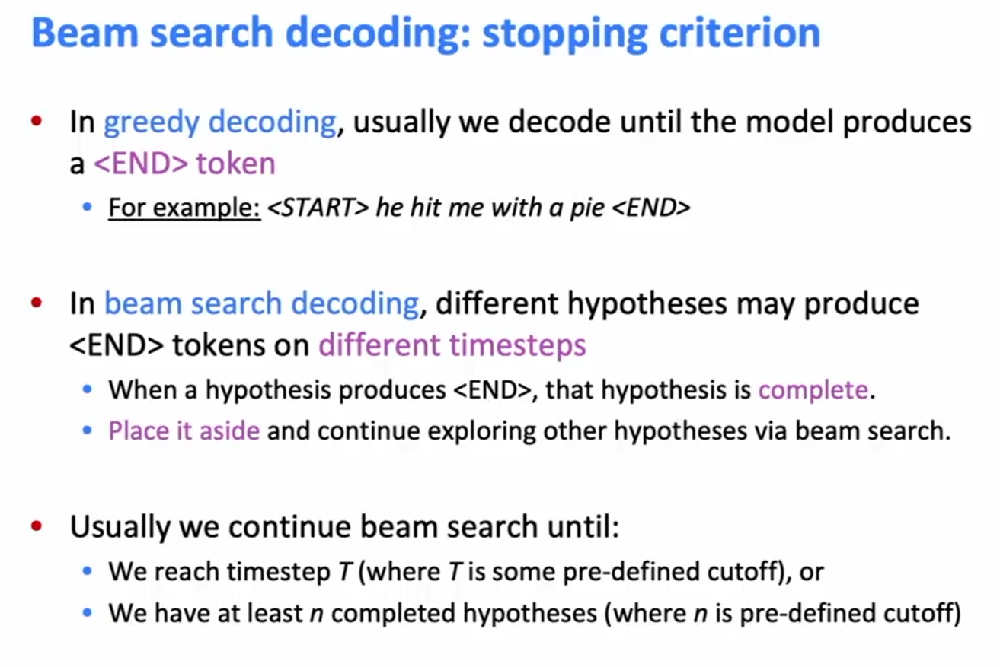 Beam search decoding: stopping criterion
• In greedy decoding, usually we decode until the model produces
a <END> token
• For example: <START> he hit me with a pie <END>
• In beam search decoding, different hypotheses may produce
<END> tokens on different timesteps
• When a hypothesis produces <END>, that hypothesis is complete.
• Place it aside and continue exploring other hypotheses via beam search.
• Usually we continue beam search until:
• We reach timestep T (where T is some pre-defined cutoff), or
• We have at least n completed hypotheses (where n is pre-defined cutoff)